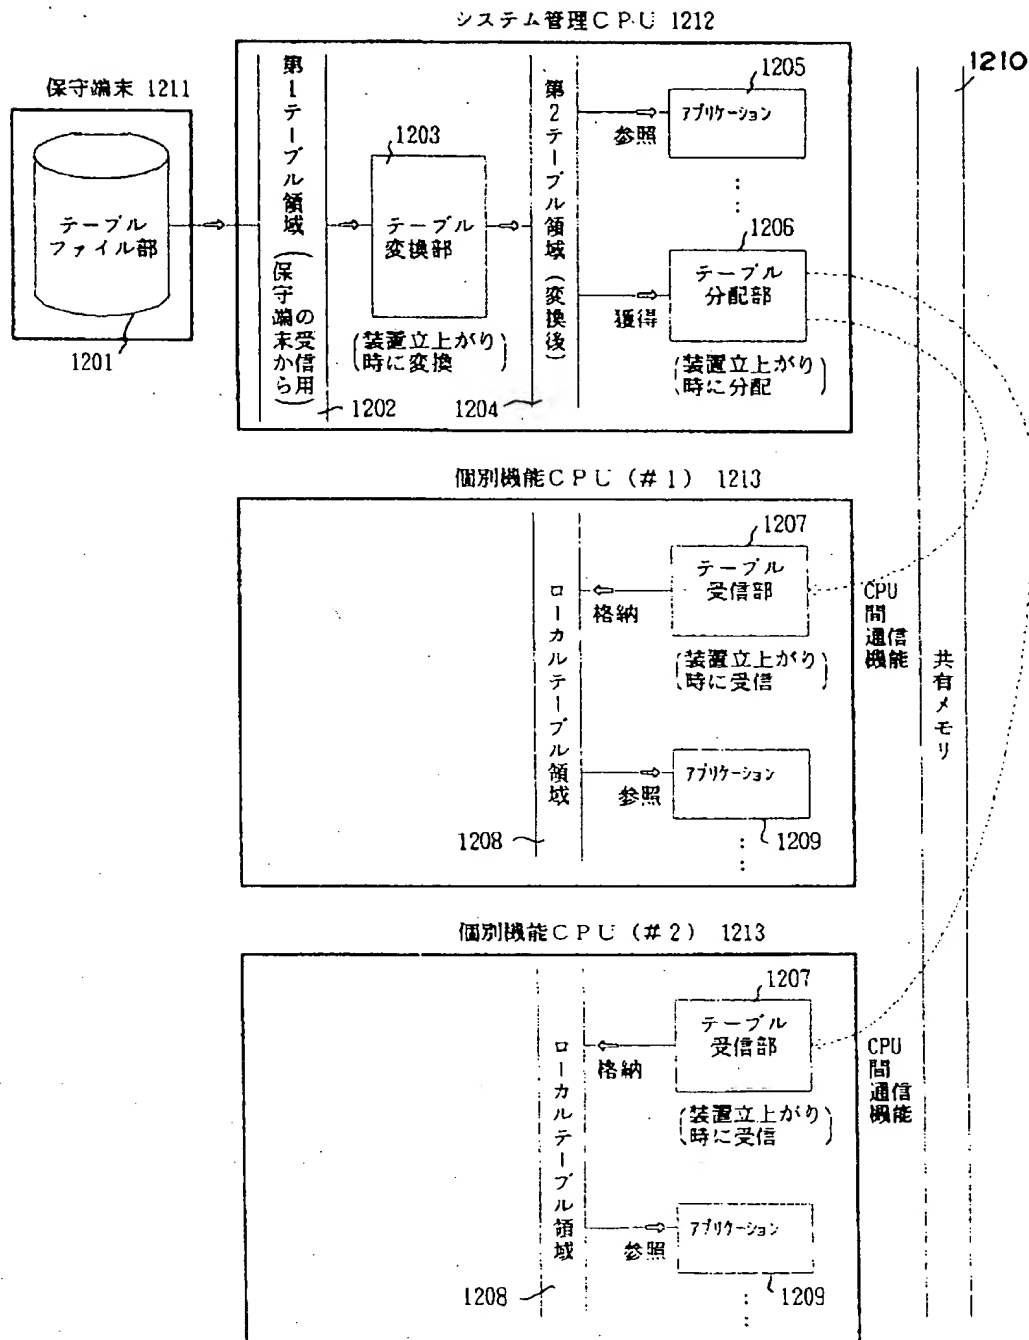 システム管理CPU 1212
保守端末 1211
テーブル
ファイル部
1201
第1テーブル領域(保守端末からの受信用)
1202
1203
テーブル
変換部
(装置立上がり
時に変換)
第2テーブル領域(変換後)
1204
参照
1205
アプリケーション
獲得
1206
テーブル
分配部
(装置立上がり
時に分配)
1210
共有メモリ
個別機能CPU(#1) 1213
ローカルテーブル領域
1208
格納
1207
テーブル
受信部
(装置立上がり
時に受信)
CPU
間
通信
機能
参照
アプリケーション
1209
個別機能CPU(#2) 1213
ローカルテーブル領域
1208
格納
1207
テーブル
受信部
(装置立上がり
時に受信)
CPU
間
通信
機能
参照
アプリケーション
1209